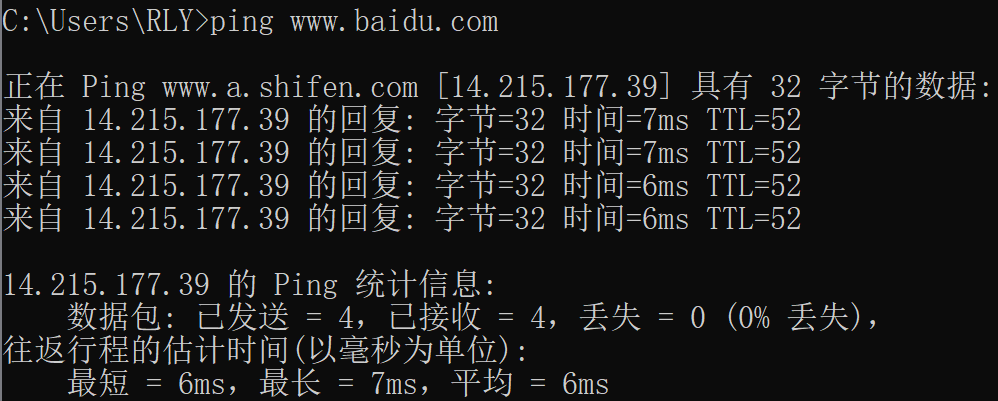 C:\Users\RLY>ping www.baidu.com
正在 Ping www.a.shifen.com [14.215.177.39] 具有 32 字节的数据:
来自 14.215.177.39 的回复: 字节=32 时间=7ms TTL=52
来自 14.215.177.39 的回复: 字节=32 时间=7ms TTL=52
来自 14.215.177.39 的回复: 字节=32 时间=6ms TTL=52
来自 14.215.177.39 的回复: 字节=32 时间=6ms TTL=52
14.215.177.39 的 Ping 统计信息:
数据包: 已发送 = 4，已接收 = 4，丢失 = 0 (0% 丢失)，
往返行程的估计时间(以毫秒为单位):
最短 = 6ms，最长 = 7ms，平均 = 6ms